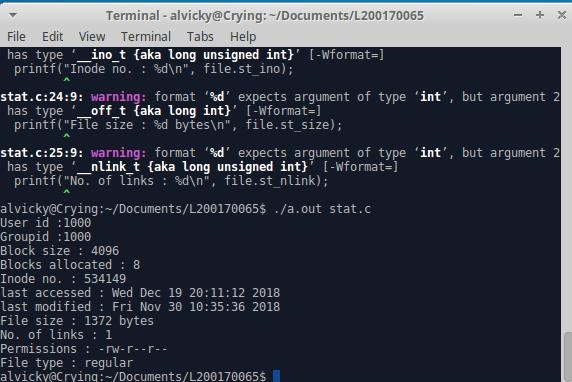 Terminal - alvicky@Crying: ~/Documents/L200170065
File Edit View Terminal Tabs Help
has type ‘__ino_t {aka long unsigned int}’ [-Wformat=]
printf("Inode no. : %d\n", file.st_ino);
^
stat.c:24:9: warning: format ‘%d’ expects argument of type ‘int’, but argument 2
has type ‘__off_t {aka long int}’ [-Wformat=]
printf("File size : %d bytes\n", file.st_size);
^
stat.c:25:9: warning: format ‘%d’ expects argument of type ‘int’, but argument 2
has type ‘__nlink_t {aka long unsigned int}’ [-Wformat=]
printf("No. of links : %d\n", file.st_nlink);
^
alvicky@Crying:~/Documents/L200170065$ ./a.out stat.c
User id :1000
Groupid :1000
Block size : 4096
Blocks allocated : 8
Inode no. : 534149
last accessed : Wed Dec 19 20:11:12 2018
last modified : Fri Nov 30 10:35:36 2018
File size : 1372 bytes
No. of links : 1
Permissions : -rw-r--r--
File type : regular
alvicky@Crying:~/Documents/L200170065$